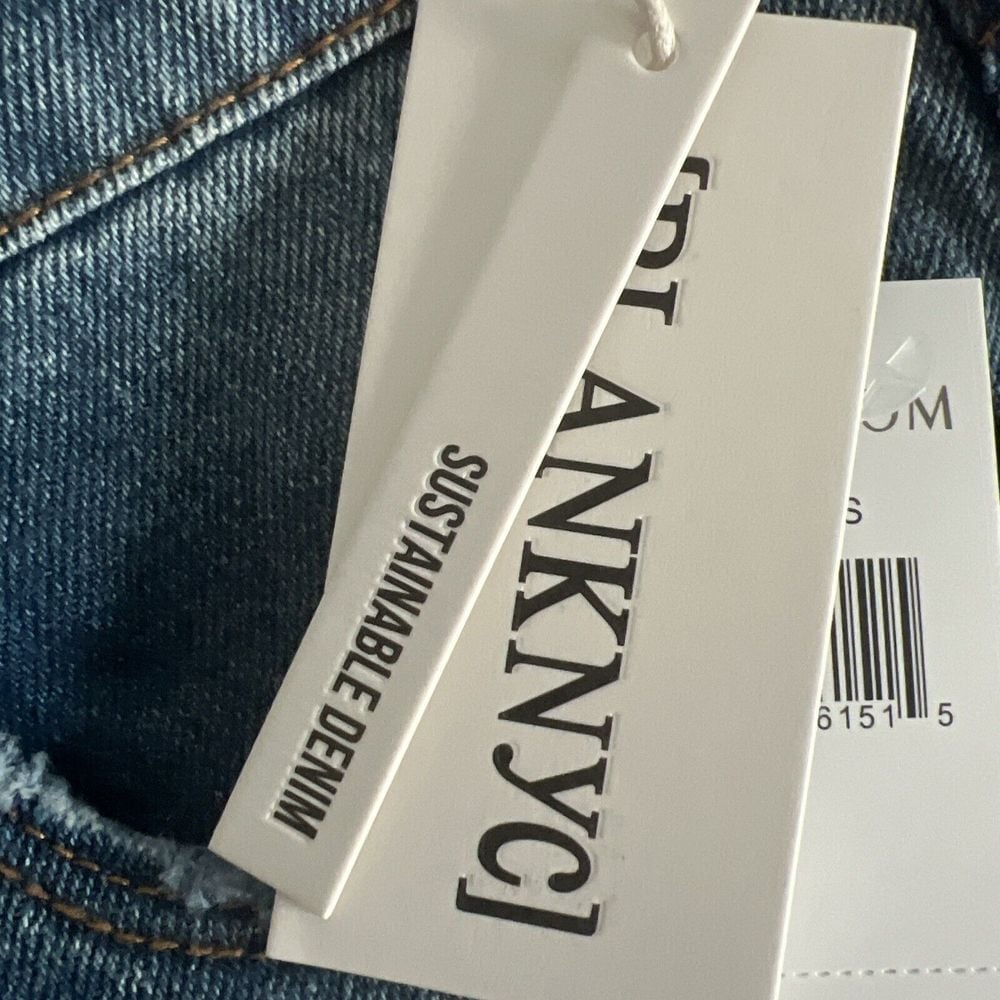 SUSTAINABLE DENIM
[BLANKNYC]
OM
S
6151 5